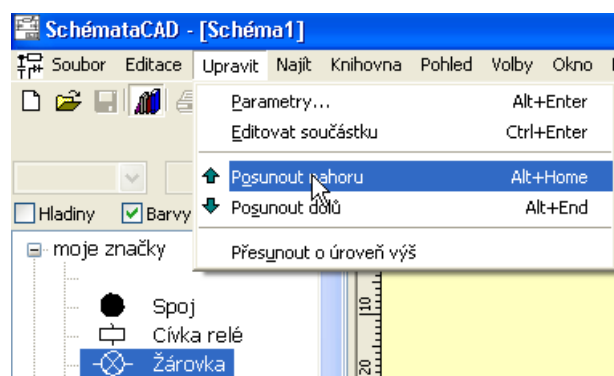 SchémataCAD - [Schéma1]
Soubor Editace Upravit Najít Knihovna Pohled Volby Okno
Parametry... Alt+Enter
Editovat součástku Ctrl+Enter
Posunout nahoru Alt+Home
Posunout dolů Alt+End
Přesunout o úroveň výš
Hladiny Barvy
moje značky
Spoj
Cívka relé
Žárovka
10
20